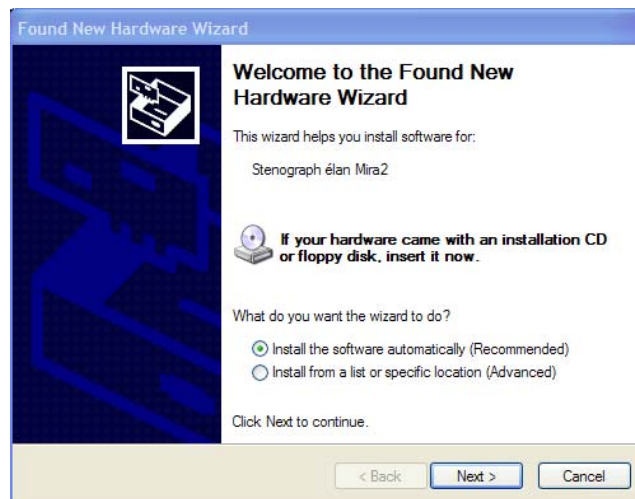 Found New Hardware Wizard
Welcome to the Found New
Hardware Wizard
This wizard helps you install software for:
Stenograph élan Mira2
If your hardware came with an installation CD
or floppy disk, insert it now.
What do you want the wizard to do?
Install the software automatically (Recommended)
Install from a list or specific location (Advanced)
Click Next to continue.
< Back Next > Cancel